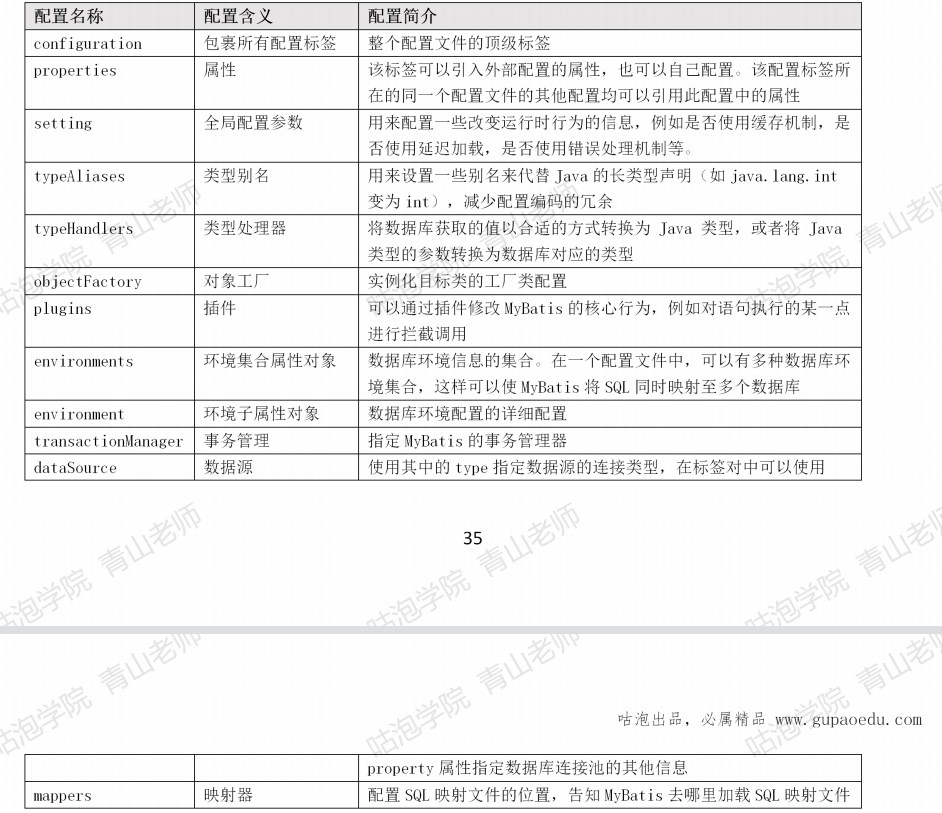 配置名称 配置含义 配置简介
configuration 包裹所有配置标签 整个配置文件的顶级标签
properties 属性 该标签可以引入外部配置的属性，也可以自己配置。该配置标签所
在的同一个配置文件的其他配置均可以引用此配置中的属性
setting 全局配置参数 用来配置一些改变运行时行为的信息，例如是否使用缓存机制，是
否使用延迟加载，是否使用错误处理机制等。
typeAliases 类型别名 用来设置一些别名来代替 Java 的长类型声明（如 java.lang.int
变为 int），减少配置编码的冗余
typeHandlers 类型处理器 将数据库获取的值以合适的方式转换为 Java 类型，或者将 Java
类型的参数转换为数据库对应的类型
objectFactory 对象工厂 实例化目标类的工厂类配置
plugins 插件 可以通过插件修改 MyBatis 的核心行为，例如对语句执行的某一点
进行拦截调用
environments 环境集合属性对象 数据库环境信息的集合。在一个配置文件中，可以有多种数据库环
境集合，这样可以使 MyBatis 将 SQL 同时映射至多个数据库
environment 环境子属性对象 数据库环境配置的详细配置
transactionManager 事务管理 指定 MyBatis 的事务管理器
dataSource 数据源 使用其中的 type 指定数据源的连接类型，在标签对中可以使用
35
咕泡学院 青山老师
咕泡出品，必属精品 www.gupaoedu.com
property 属性指定数据库连接池的其他信息
mappers 映射器 配置 SQL 映射文件的位置，告知 MyBatis 去哪里加载 SQL 映射文件